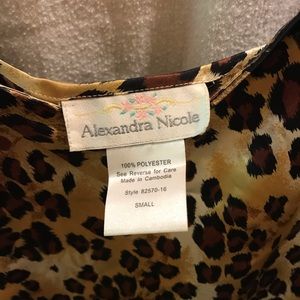 Alexandra Nicole
100% POLYESTER
See Reverse for Care
Made in Cambodia
Style 82570-16
SMALL